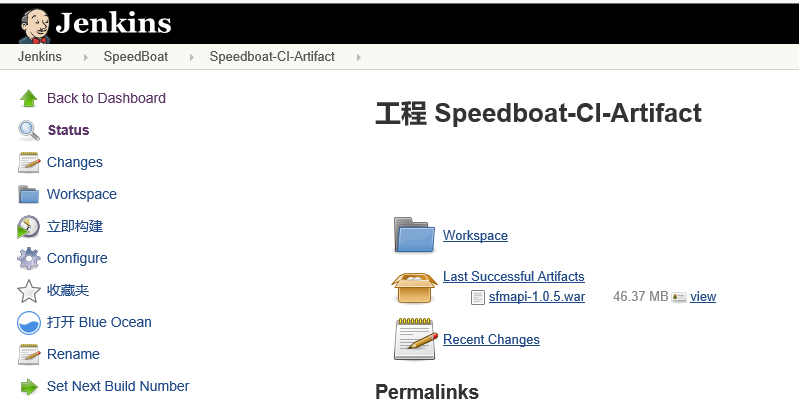 Jenkins
Jenkins SpeedBoat Speedboat-CI-Artifact
Back to Dashboard
Status
Changes
Workspace
立即构建
Configure
收藏夹
打开 Blue Ocean
Rename
Set Next Build Number
工程 Speedboat-CI-Artifact
Workspace
Last Successful Artifacts
sfmapi-1.0.5.war 46.37 MB view
Recent Changes
Permalinks